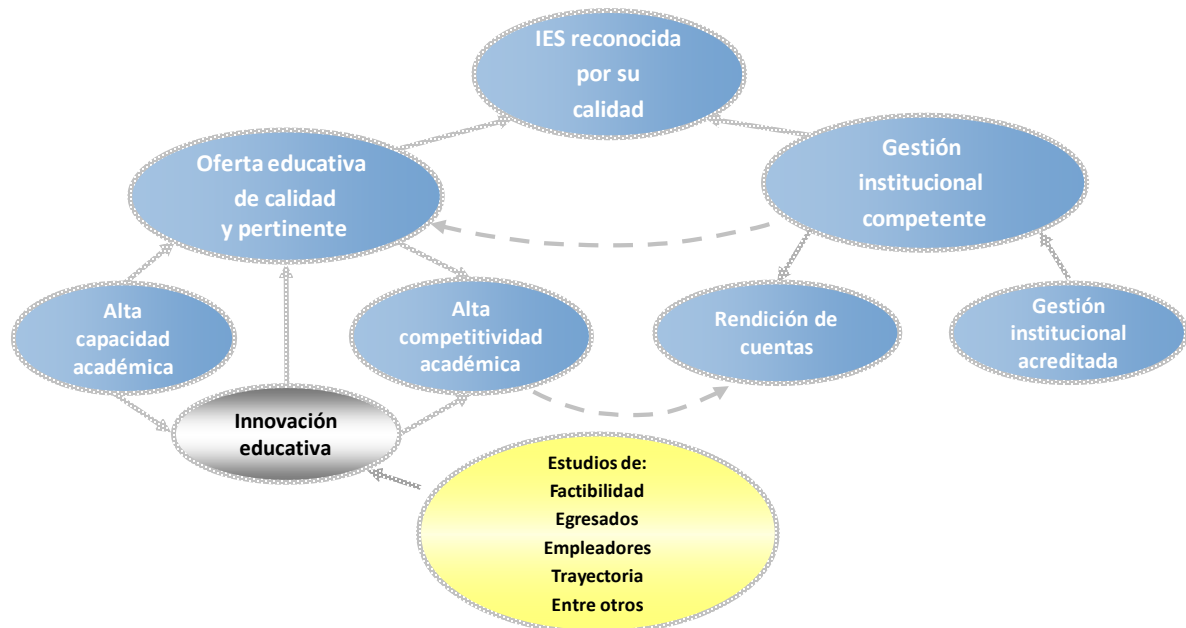 IES reconocida
por su
calidad
Oferta educativa
de calidad
y pertinente
Gestión
institucional
competente
Alta
capacidad
académica
Alta
competitividad
académica
Rendición de
cuentas
Gestión
institucional
acreditada
Innovación
educativa
Estudios de:
Factibilidad
Egresados
Empleadores
Trayectoria
Entre otros